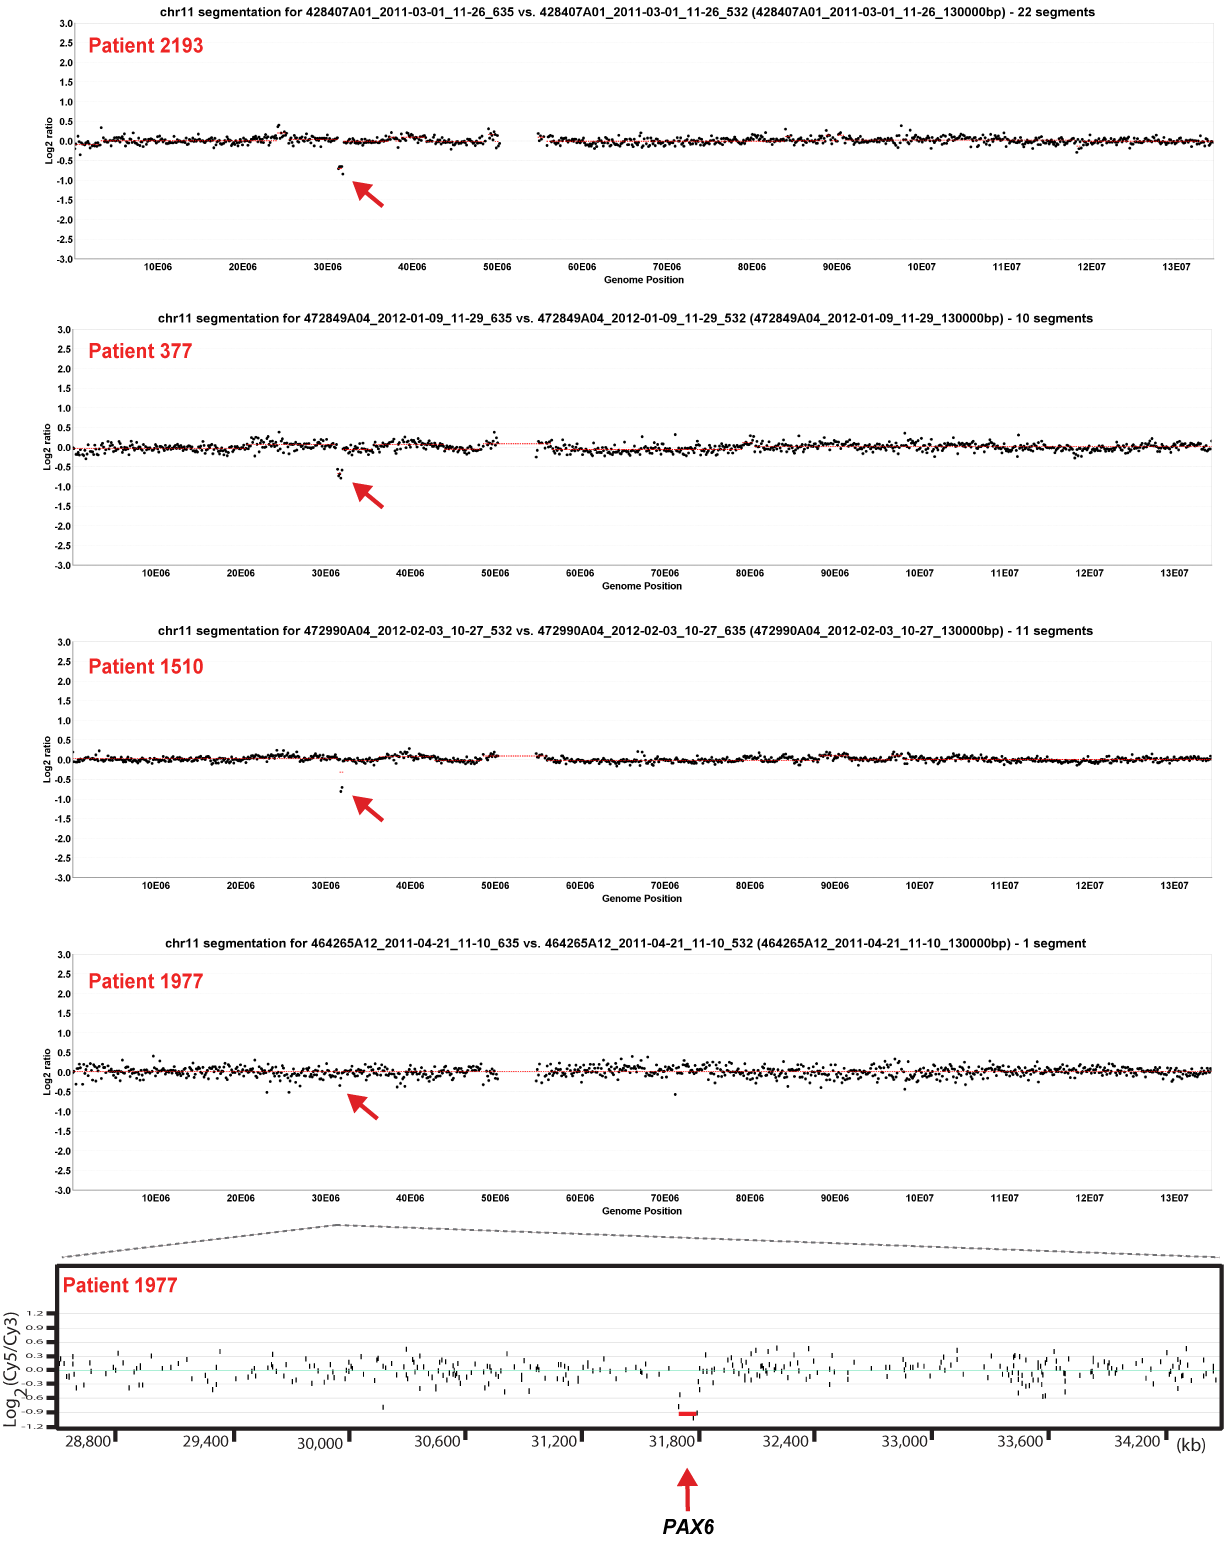 chr11 segmentation for 428407A01_2011-03-01_11-26_635 vs. 428407A01_2011-03-01_11-26_532 (428407A01_2011-03-01_11-26_130000bp) - 22 segments
Patient 2193
3.0
2.5
2.0
1.5
1.0
0.5
0.0
-0.5
-1.0
-1.5
-2.0
-2.5
-3.0
Log2 ratio
10E06 20E06 30E06 40E06 50E06 60E06 70E06 80E06 90E06 10E07 11E07 12E07 13E07
Genome Position
chr11 segmentation for 472849A04_2012-01-09_11-29_635 vs. 472849A04_2012-01-09_11-29_532 (472849A04_2012-01-09_11-29_130000bp) - 10 segments
Patient 377
3.0
2.5
2.0
1.5
1.0
0.5
0.0
-0.5
-1.0
-1.5
-2.0
-2.5
-3.0
Log2 ratio
10E06 20E06 30E06 40E06 50E06 60E06 70E06 80E06 90E06 10E07 11E07 12E07 13E07
Genome Position
chr11 segmentation for 472990A04_2012-02-03_10-27_532 vs. 472990A04_2012-02-03_10-27_635 (472990A04_2012-02-03_10-27_130000bp) - 11 segments
Patient 1510
3.0
2.5
2.0
1.5
1.0
0.5
0.0
-0.5
-1.0
-1.5
-2.0
-2.5
-3.0
Log2 ratio
10E06 20E06 30E06 40E06 50E06 60E06 70E06 80E06 90E06 10E07 11E07 12E07 13E07
Genome Position
chr11 segmentation for 464265A12_2011-04-21_11-10_635 vs. 464265A12_2011-04-21_11-10_532 (464265A12_2011-04-21_11-10_130000bp) - 1 segment
Patient 1977
3.0
2.5
2.0
1.5
1.0
0.5
0.0
-0.5
-1.0
-1.5
-2.0
-2.5
-3.0
Log2 ratio
10E06 20E06 30E06 40E06 50E06 60E06 70E06 80E06 90E06 10E07 11E07 12E07 13E07
Genome Position
Patient 1977
1.2
0.9
0.6
0.3
0.0
-0.3
-0.6
-0.9
-1.2
Log2(Cy5/Cy3)
28,800 29,400 30,000 30,600 31,200 31,800 32,400 33,000 33,600 34,200 (kb)
PAX6